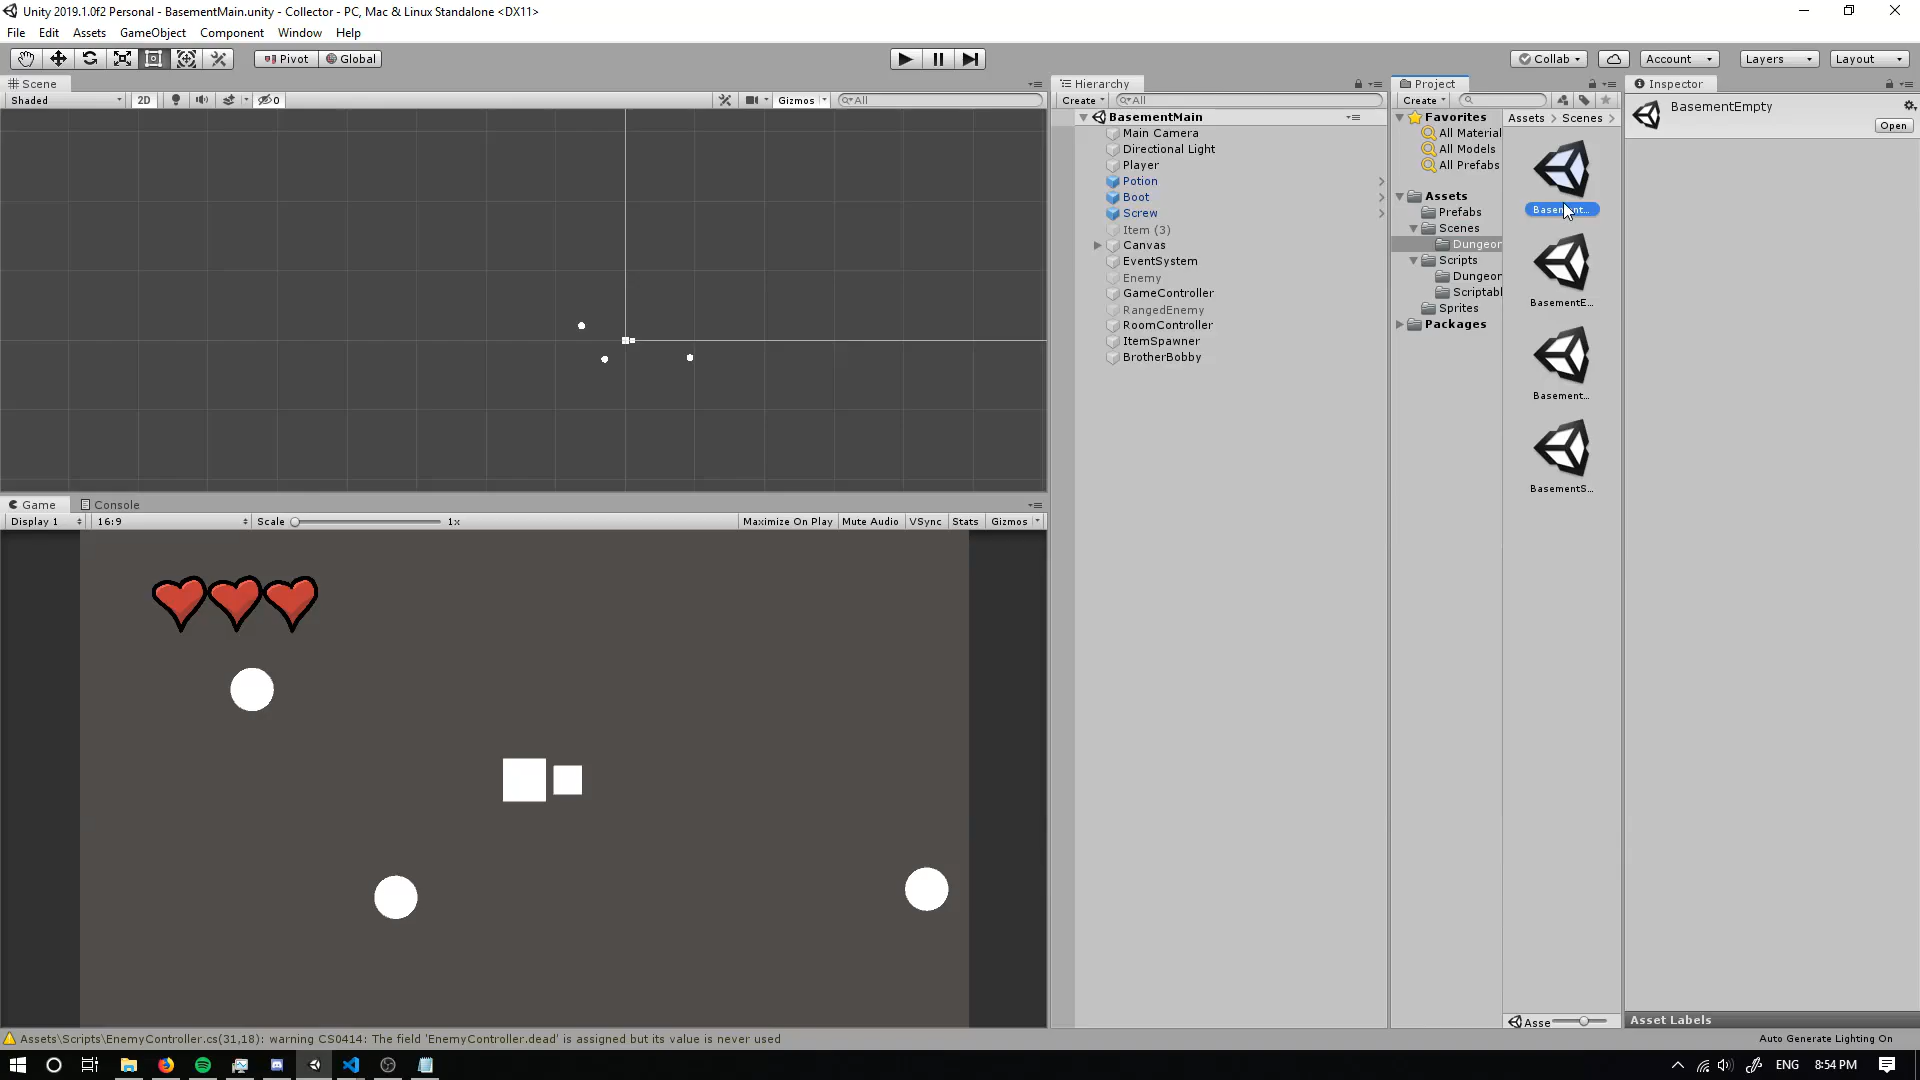 Unity 2019.1.0f2 Personal - BasementMain.unity - Collector - PC, Mac & Linux Standalone <DX11>
File Edit Assets GameObject Component Window Help
Pivot Global Collab Account Layers Layout
Scene
Shaded 2D 0 Gizmos All
Hierarchy
Create All
BasementMain
Main Camera
Directional Light
Player
Potion
Boot
Screw
Item (3)
Canvas
EventSystem
Enemy
GameController
RangedEnemy
RoomController
ItemSpawner
BrotherBobby
Project
Create
Favorites
All Material
All Models
All Prefabs
Assets
Prefabs
Scenes
Dungeon
Scripts
Dungeon
Scriptabl
Sprites
Packages
Assets Scenes
Basement...
BasementE...
Basement...
BasementS...
Asse
Inspector
BasementEmpty
Open
Asset Labels
Game Console
Display 1 16:9 Scale 1x Maximize On Play Mute Audio VSync Stats Gizmos
Assets\Scripts\EnemyController.cs(31,18): warning CS0414: The field 'EnemyController.dead' is assigned but its value is never used
Auto Generate Lighting On
ENG 8:54 PM